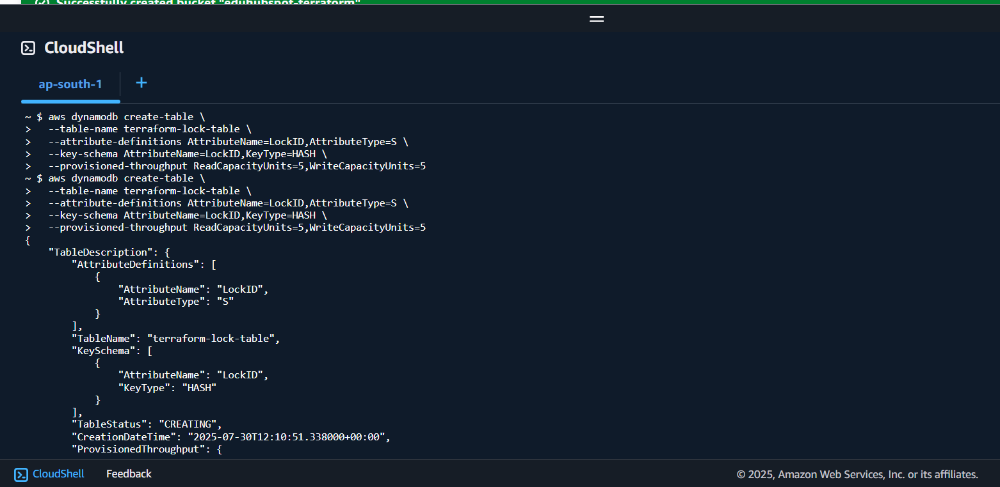 Successfully created bucket "eduhubspot-terraform"
CloudShell
ap-south-1
+
~ $ aws dynamodb create-table \
>   --table-name terraform-lock-table \
>   --attribute-definitions AttributeName=LockID,AttributeType=S \
>   --key-schema AttributeName=LockID,KeyType=HASH \
>   --provisioned-throughput ReadCapacityUnits=5,WriteCapacityUnits=5
~ $ aws dynamodb create-table \
>   --table-name terraform-lock-table \
>   --attribute-definitions AttributeName=LockID,AttributeType=S \
>   --key-schema AttributeName=LockID,KeyType=HASH \
>   --provisioned-throughput ReadCapacityUnits=5,WriteCapacityUnits=5
{
    "TableDescription": {
        "AttributeDefinitions": [
            {
                "AttributeName": "LockID",
                "AttributeType": "S"
            }
        ],
        "TableName": "terraform-lock-table",
        "KeySchema": [
            {
                "AttributeName": "LockID",
                "KeyType": "HASH"
            }
        ],
        "TableStatus": "CREATING",
        "CreationDateTime": "2025-07-30T12:10:51.338000+00:00",
        "ProvisionedThroughput": {
CloudShell
Feedback
© 2025, Amazon Web Services, Inc. or its affiliates.